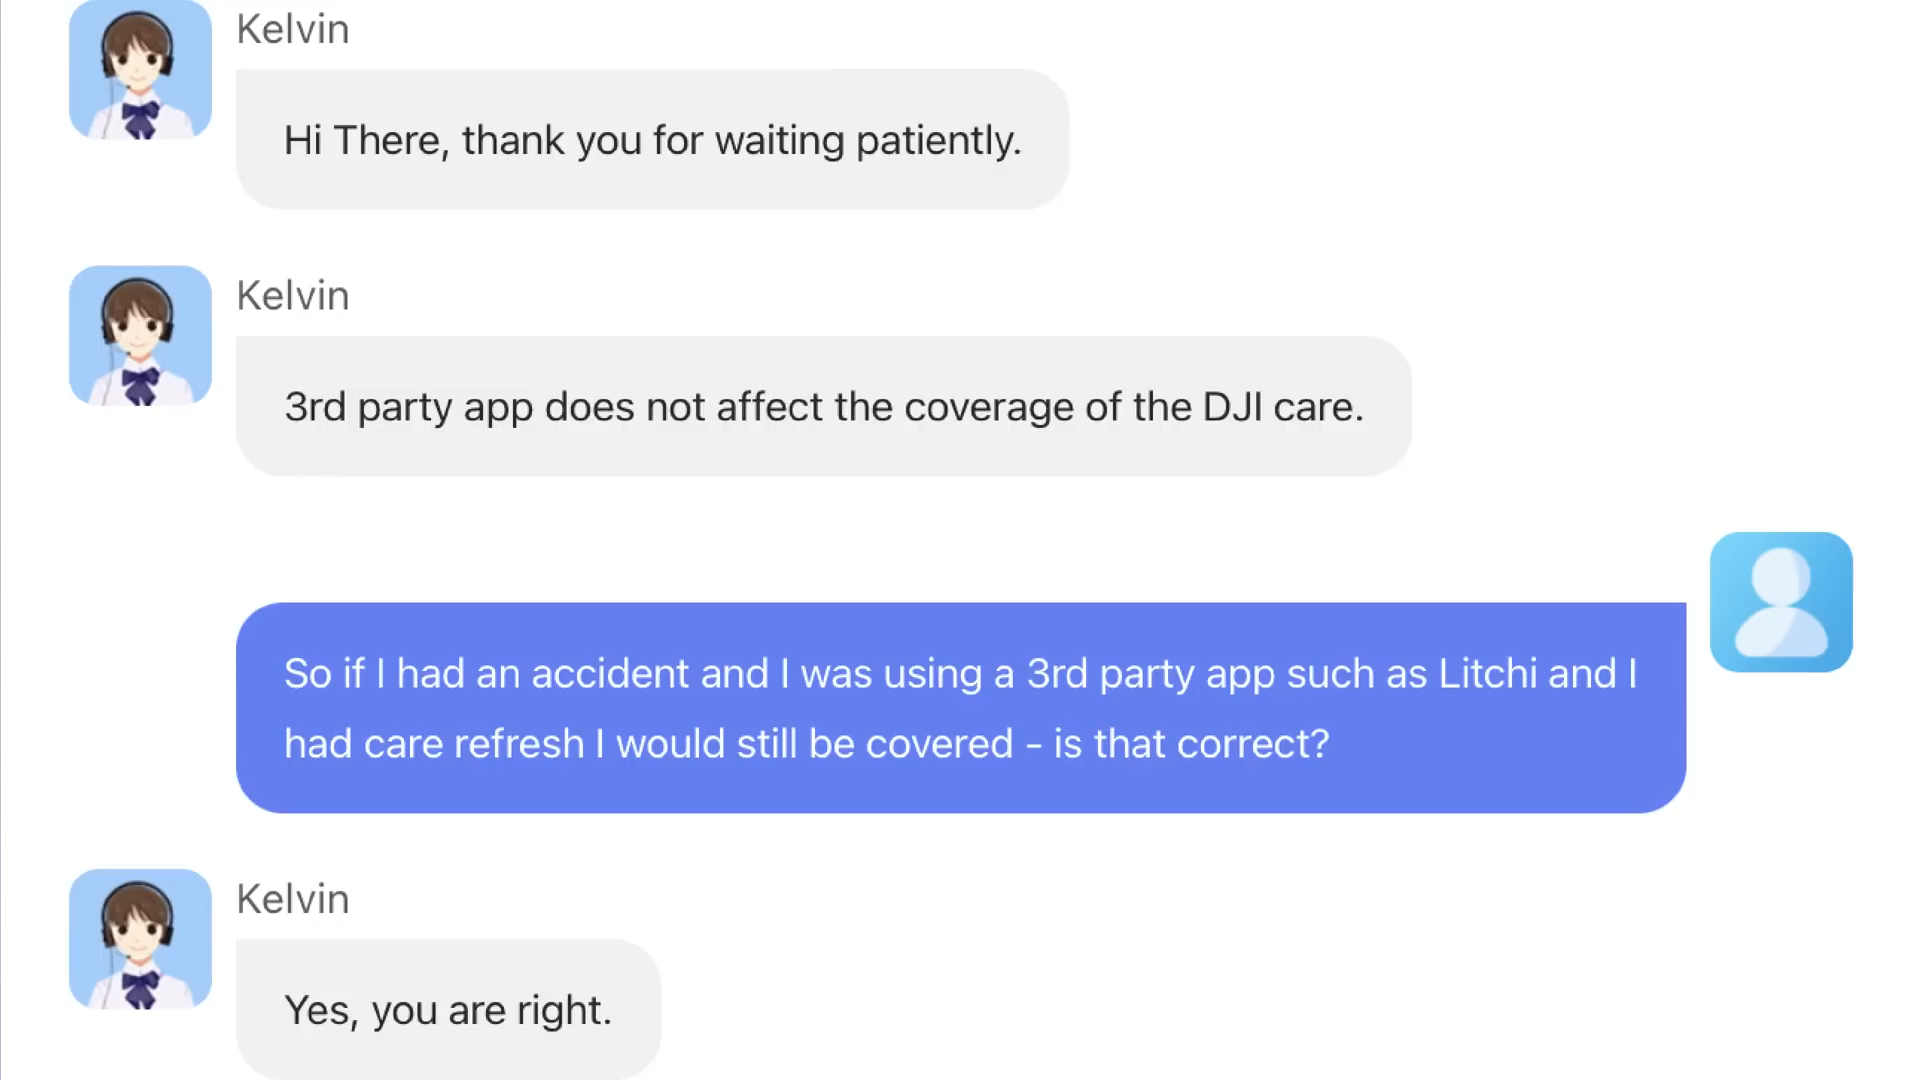 Kelvin
Hi There, thank you for waiting patiently.
Kelvin
3rd party app does not affect the coverage of the DJI care.
So if I had an accident and I was using a 3rd party app such as Litchi and I
had care refresh I would still be covered - is that correct?
Kelvin
Yes, you are right.